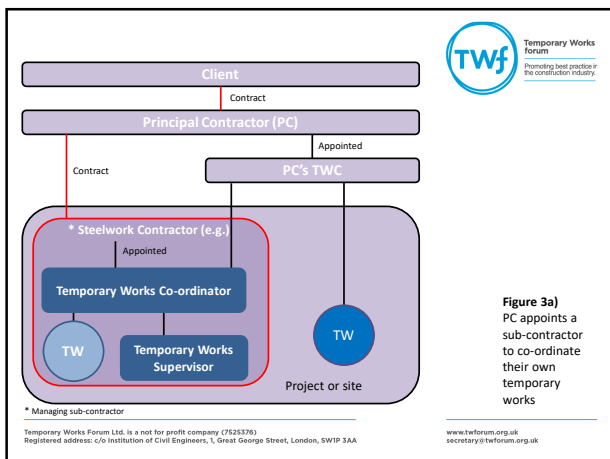 TWf
Temporary Works
forum
Promoting best practice in
the construction industry.
Client
Contract
Principal Contractor (PC)
Appointed
Contract
PC's TWC
* Steelwork Contractor (e.g.)
Appointed
Temporary Works Co-ordinator
TW
Temporary Works
Supervisor
TW
Project or site
Figure 3a)
PC appoints a
sub-contractor
to co-ordinate
their own
temporary
works
* Managing sub-contractor
Temporary Works Forum Ltd. is a not for profit company (7525376)
Registered address: c/o Institution of Civil Engineers, 1, Great George Street, London, SW1P 3AA
www.twforum.org.uk
secretary@twforum.org.uk